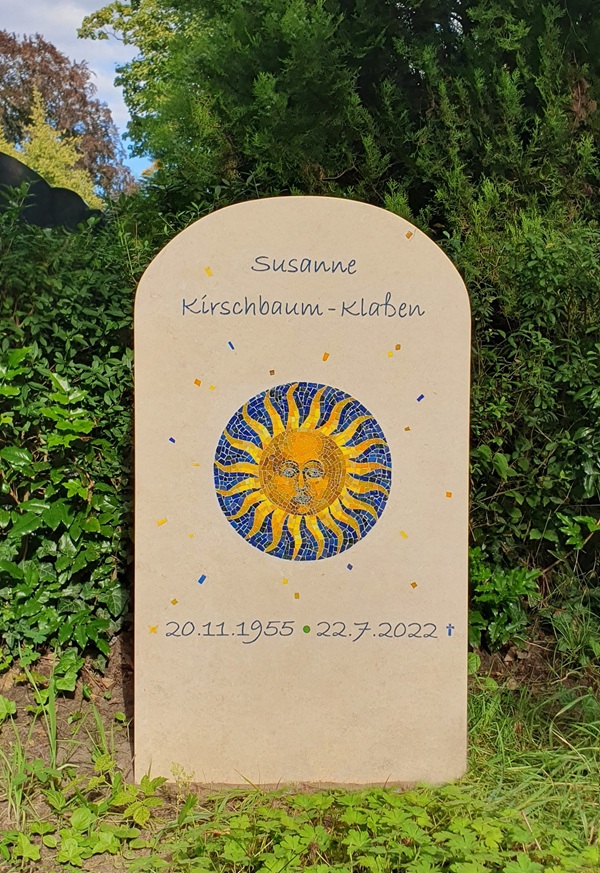 Susanne
Kirschbaum-Klaßen
20.11.1955 • 22.7.2022 †